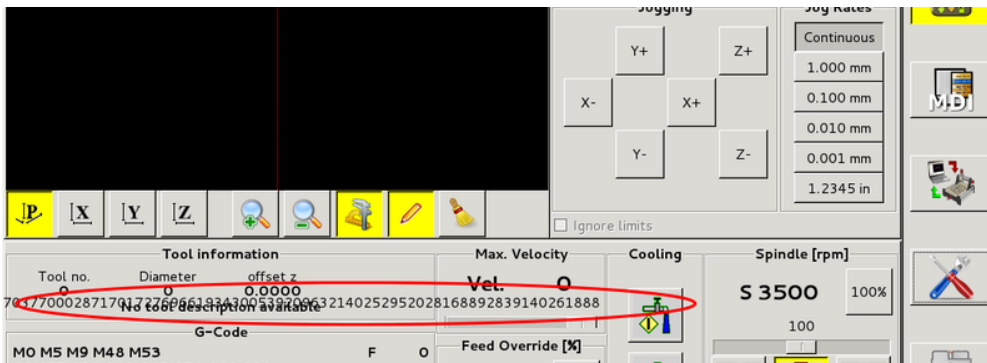 Jogging
Jog Rates
Continuous
Y+
Z+
1.000 mm
X-
X+
0.100 mm
MDI
0.010 mm
Y-
Z-
0.001 mm
1.2345 in
P
X
Y
Z
Ignore limits
Tool information
Max. Velocity
Cooling
Spindle [rpm]
Tool no.
Diameter
offset z
0
0
0.0000
Vel.
0
S 3500
100%
No tool description available
100
G-Code
M0 M5 M9 M48 M53
F
0
Feed Override [%]